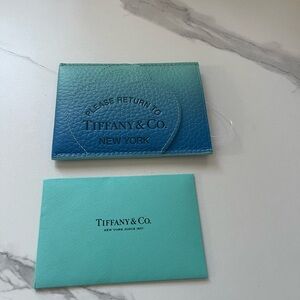 PLEASE RETURN TO
TIFFANY & CO.
NEW YORK
TIFFANY & CO.
NEW YORK SINCE 1837